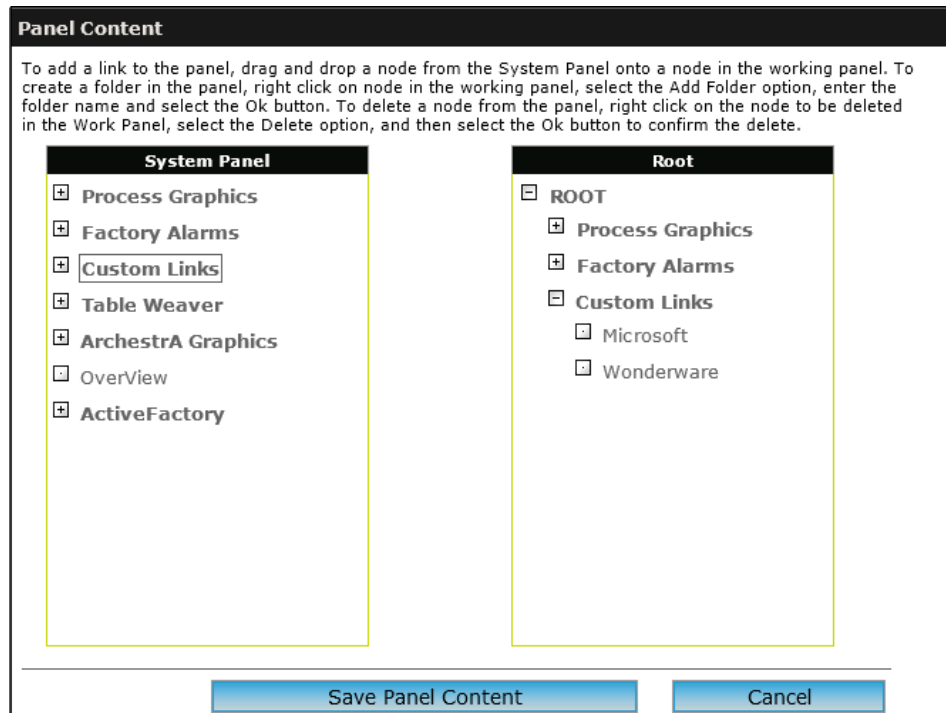 Panel Content
To add a link to the panel, drag and drop a node from the System Panel onto a node in the working panel. To
create a folder in the panel, right click on node in the working panel, select the Add Folder option, enter the
folder name and select the Ok button. To delete a node from the panel, right click on the node to be deleted
in the Work Panel, select the Delete option, and then select the Ok button to confirm the delete.
System Panel
Process Graphics
Factory Alarms
Custom Links
Table Weaver
ArchestrA Graphics
OverView
ActiveFactory
Root
ROOT
Process Graphics
Factory Alarms
Custom Links
Microsoft
Wonderware
Save Panel Content
Cancel